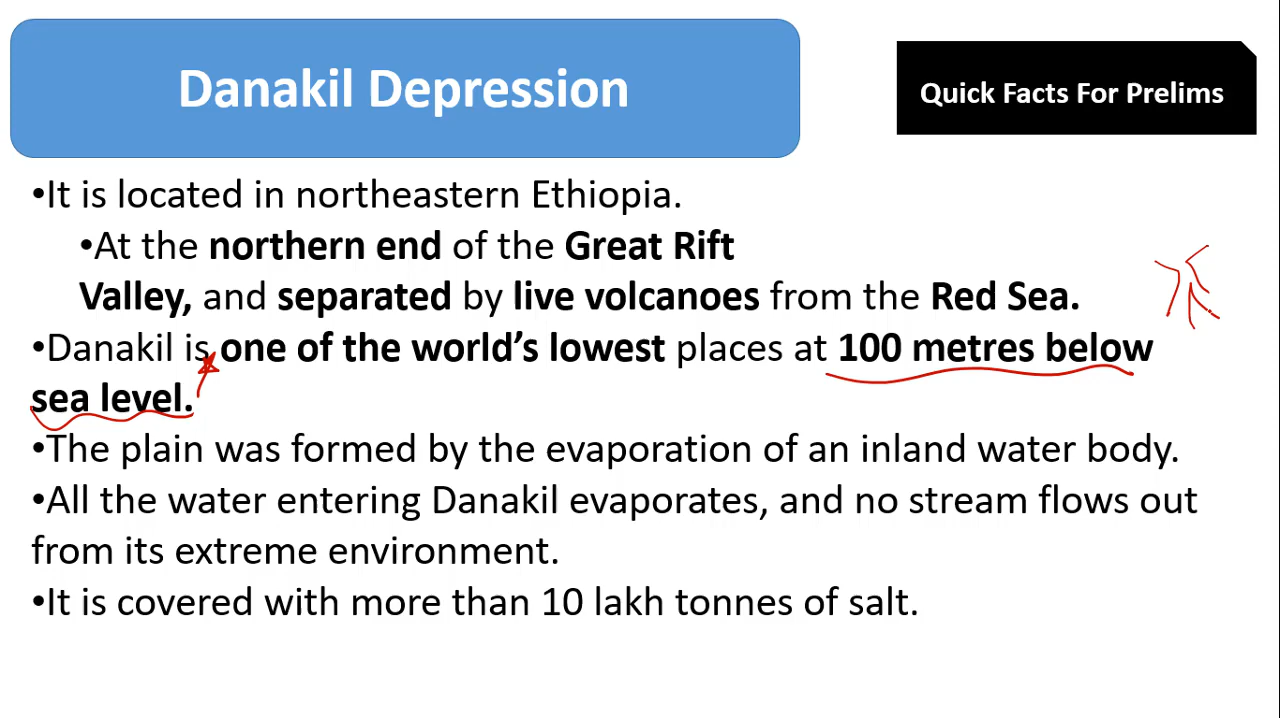 Danakil Depression
Quick Facts For Prelims
•It is located in northeastern Ethiopia.
•At the northern end of the Great Rift
Valley, and separated by live volcanoes from the Red Sea.
•Danakil is one of the world’s lowest places at 100 metres below
sea level.
•The plain was formed by the evaporation of an inland water body.
•All the water entering Danakil evaporates, and no stream flows out
from its extreme environment.
•It is covered with more than 10 lakh tonnes of salt.